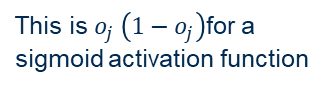 This is 𝑜ⱼ (1 − 𝑜ⱼ)for a
sigmoid activation function